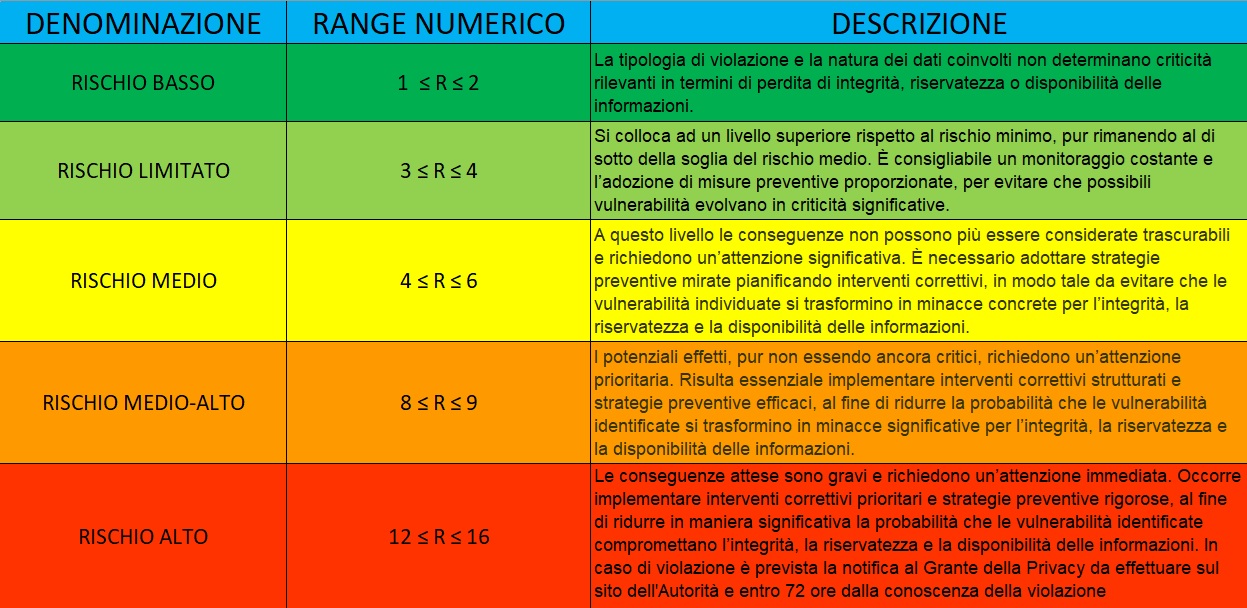 DENOMINAZIONE
RANGE NUMERICO
DESCRIZIONE
RISCHIO BASSO
1 ≤ R ≤ 2
La tipologia di violazione e la natura dei dati coinvolti non determinano criticità
rilevanti in termini di perdita di integrità, riservatezza o disponibilità delle
informazioni.
RISCHIO LIMITATO
3 ≤ R ≤ 4
Si colloca ad un livello superiore rispetto al rischio minimo, pur rimanendo al di
sotto della soglia del rischio medio. È consigliabile un monitoraggio costante e
l’adozione di misure preventive proporzionate, per evitare che possibili
vulnerabilità evolvano in criticità significative.
RISCHIO MEDIO
4 ≤ R ≤ 6
A questo livello le conseguenze non possono più essere considerate trascurabili
e richiedono un’attenzione significativa. È necessario adottare strategie
preventive mirate pianificando interventi correttivi, in modo tale da evitare che le
vulnerabilità individuate si trasformino in minacce concrete per l’integrità, la
riservatezza e la disponibilità delle informazioni.
RISCHIO MEDIO-ALTO
8 ≤ R ≤ 9
I potenziali effetti, pur non essendo ancora critici, richiedono un’attenzione
prioritaria. Risulta essenziale implementare interventi correttivi strutturati e
strategie preventive efficaci, al fine di ridurre la probabilità che le vulnerabilità
identificate si trasformino in minacce significative per l’integrità, la riservatezza e
la disponibilità delle informazioni.
RISCHIO ALTO
12 ≤ R ≤ 16
Le conseguenze attese sono gravi e richiedono un’attenzione immediata. Occorre
implementare interventi correttivi prioritari e strategie preventive rigorose, al fine
di ridurre in maniera significativa la probabilità che le vulnerabilità identificate
compromettano l’integrità, la riservatezza e la disponibilità delle informazioni. In
caso di violazione è prevista la notifica al Grante della Privacy da effettuare sul
sito dell'Autorità e entro 72 ore dalla conoscenza della violazione